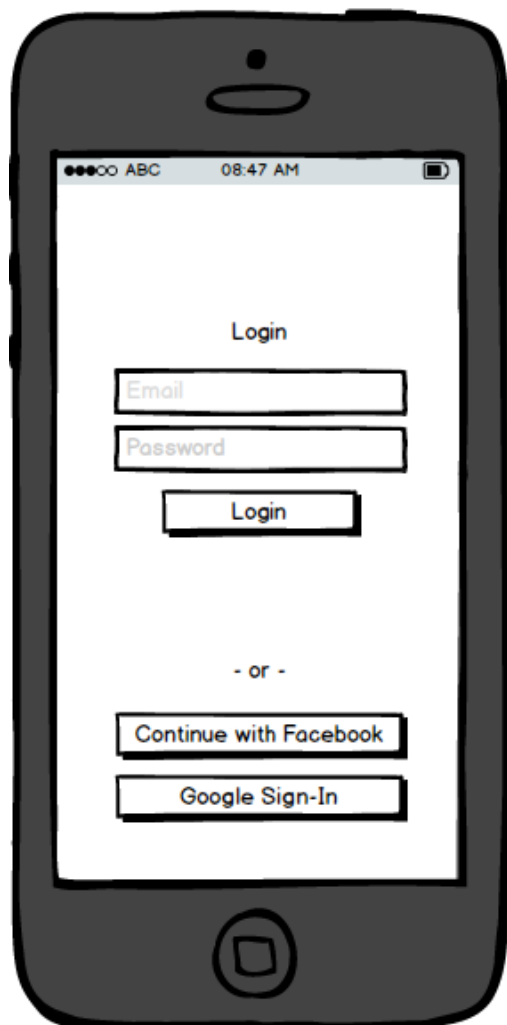 ABC 08:47 AM
Login
Email
Password
Login
- or -
Continue with Facebook
Google Sign-In